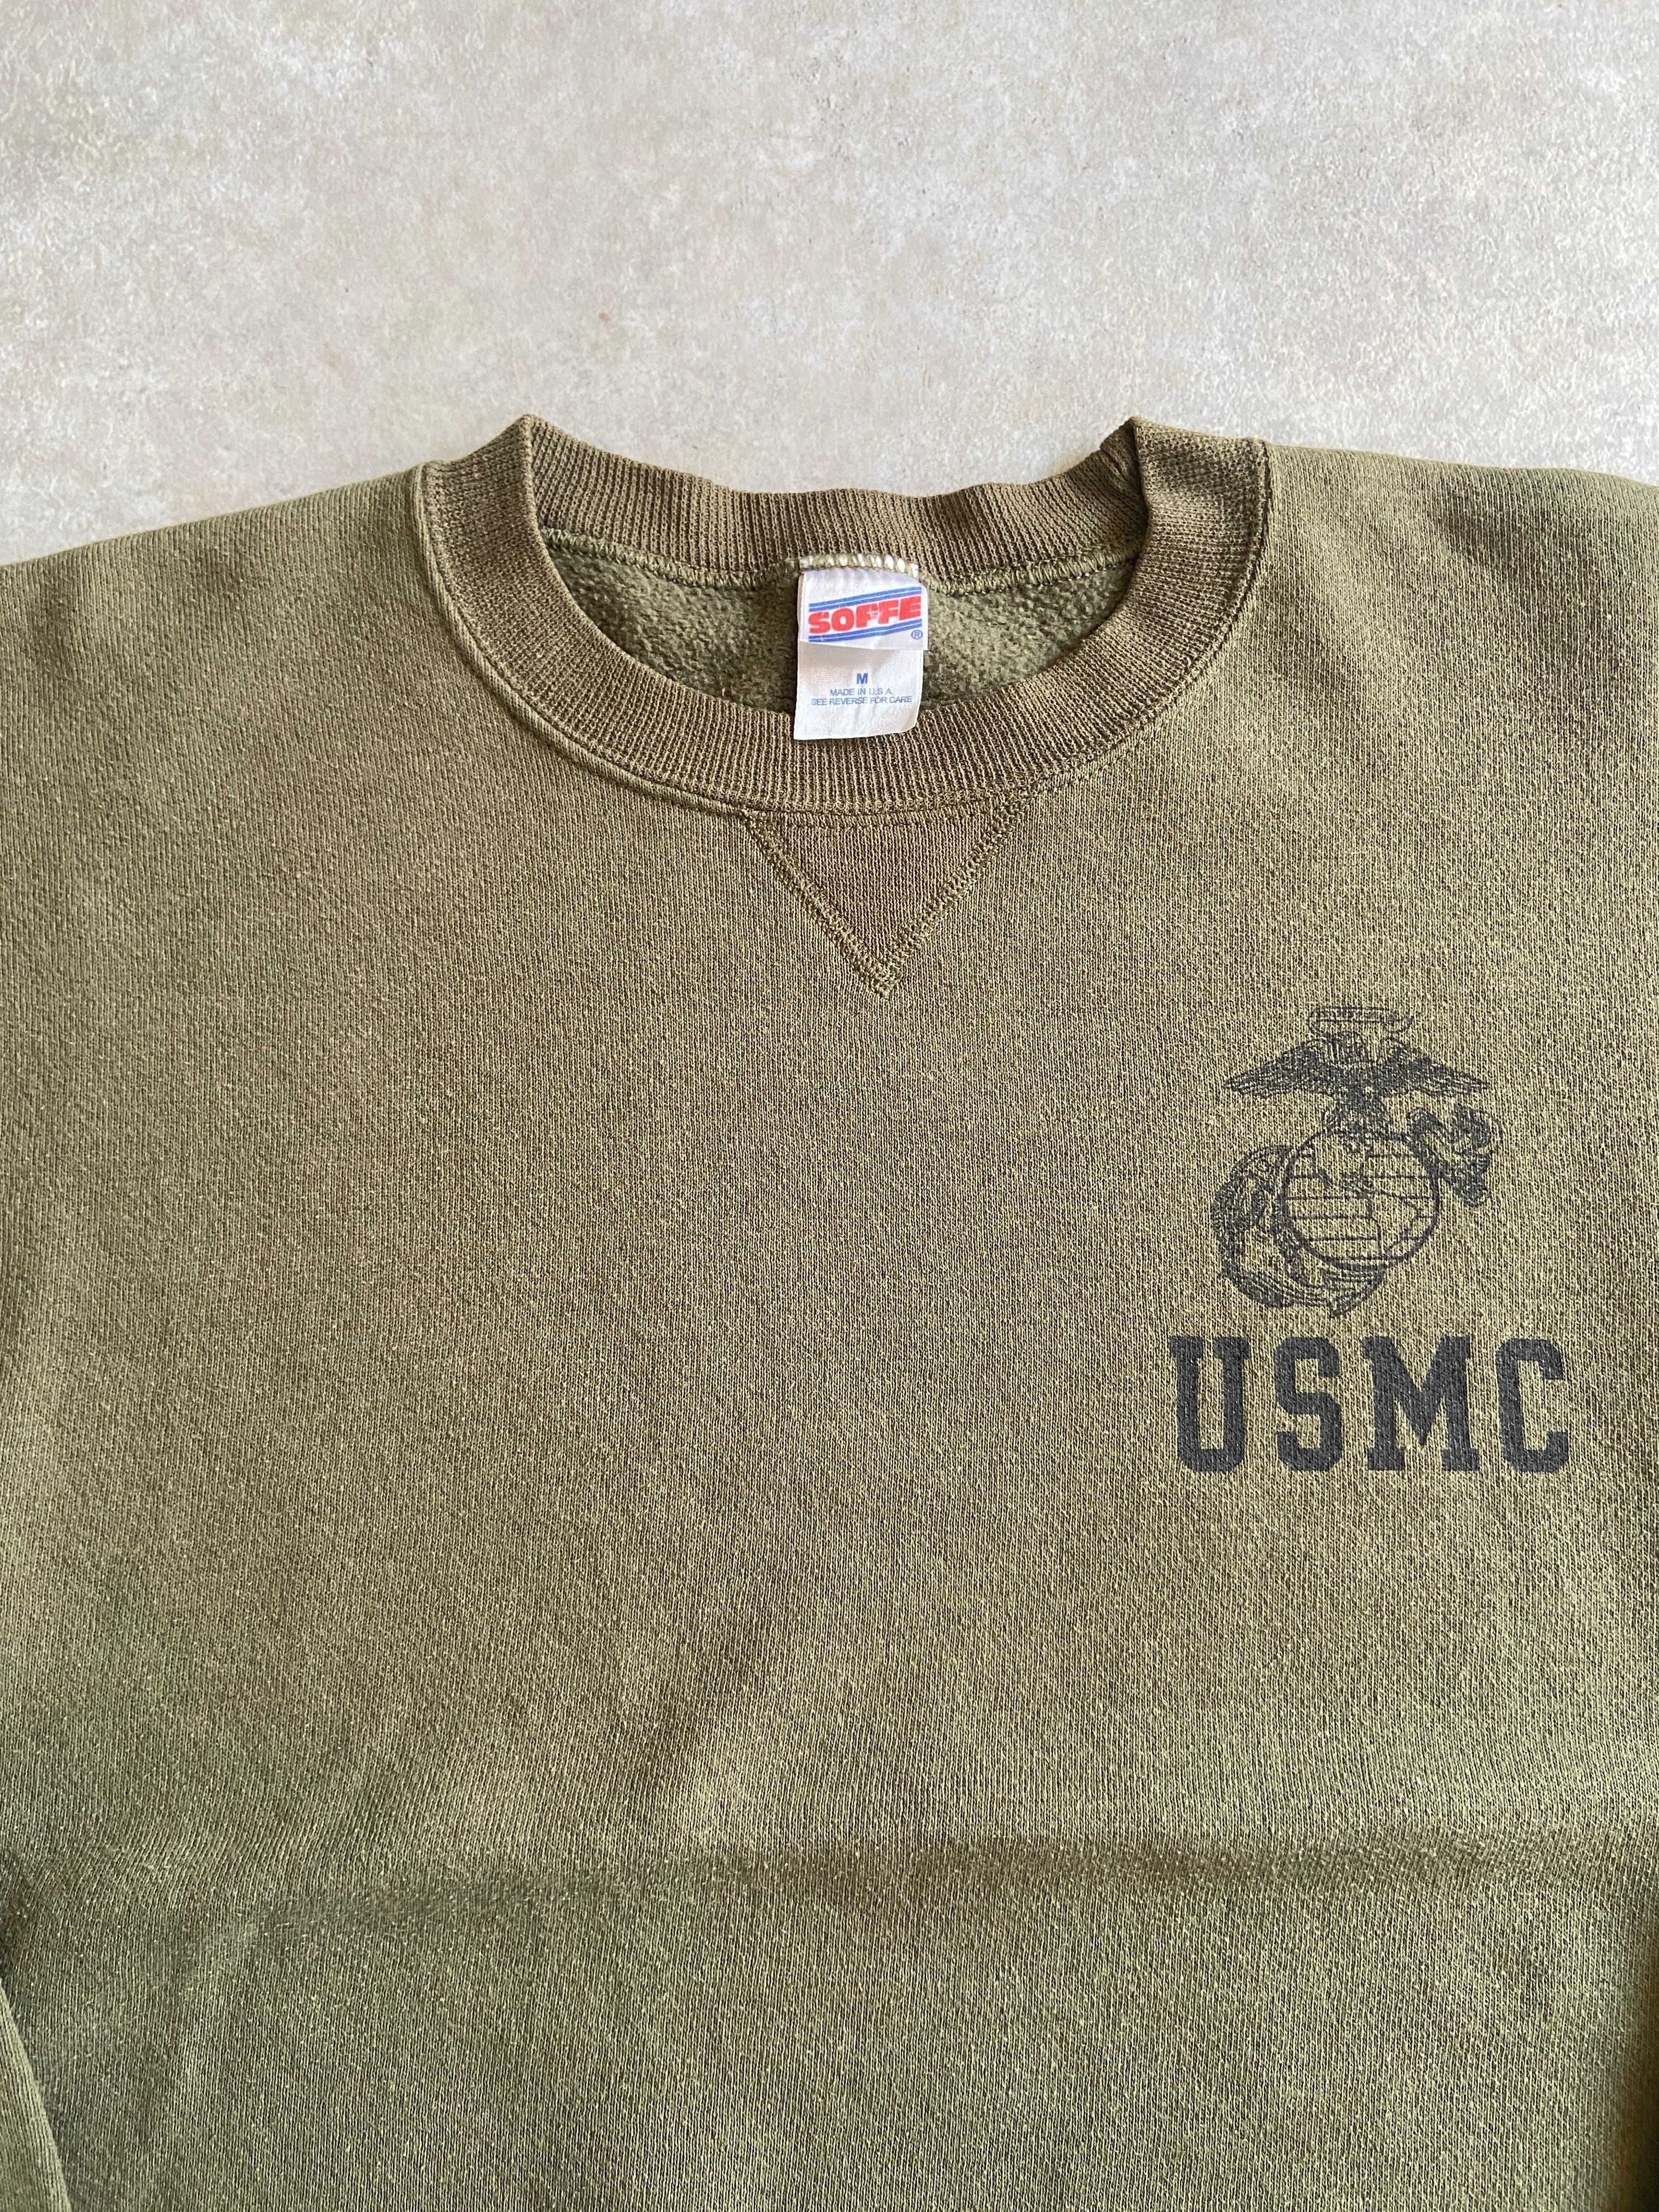 SOFFE
®
M
MADE IN U.S.A.
SEE REVERSE FOR CARE
USMC